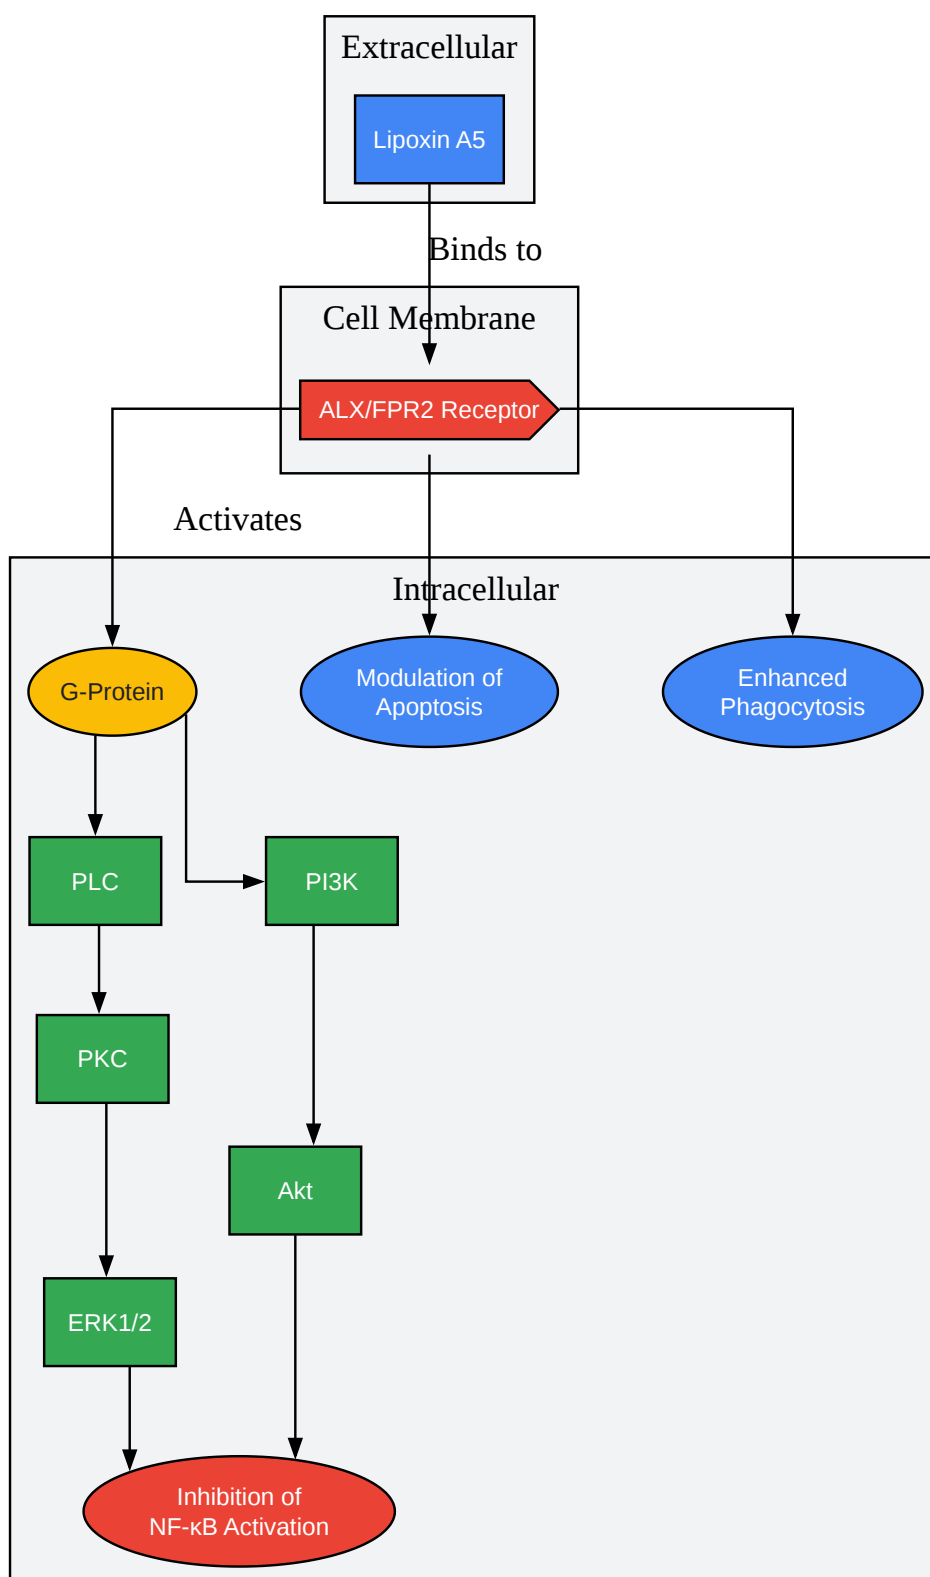 Extracellular
Lipoxin A5
Binds to
Cell Membrane
ALX/FPR2 Receptor
Activates
Intracellular
G-Protein
Modulation of
Apoptosis
Enhanced
Phagocytosis
PLC
PI3K
PKC
Akt
ERK1/2
Inhibition of
NF-κB Activation